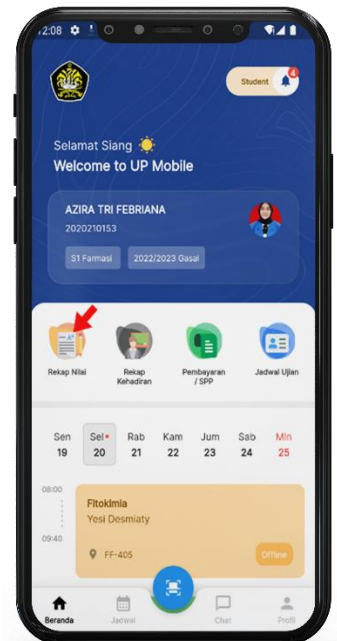 12:08
Student
4
Selamat Siang
Welcome to UP Mobile
AZIRA TRI FEBRIANA
2020210153
S1 Farmasi
2022/2023 Gasal
Rekap Nilai
Rekap
Kehadiran
Pembayaran
/ SPP
Jadwal Ujian
Sen Sel Rab Kam Jum Sab Min
19 20 21 22 23 24 25
08:00
Fitokimia
Yesi Desmiaty
09:40
FF-405
Offline
Beranda
Jadwal
Chat
Profil